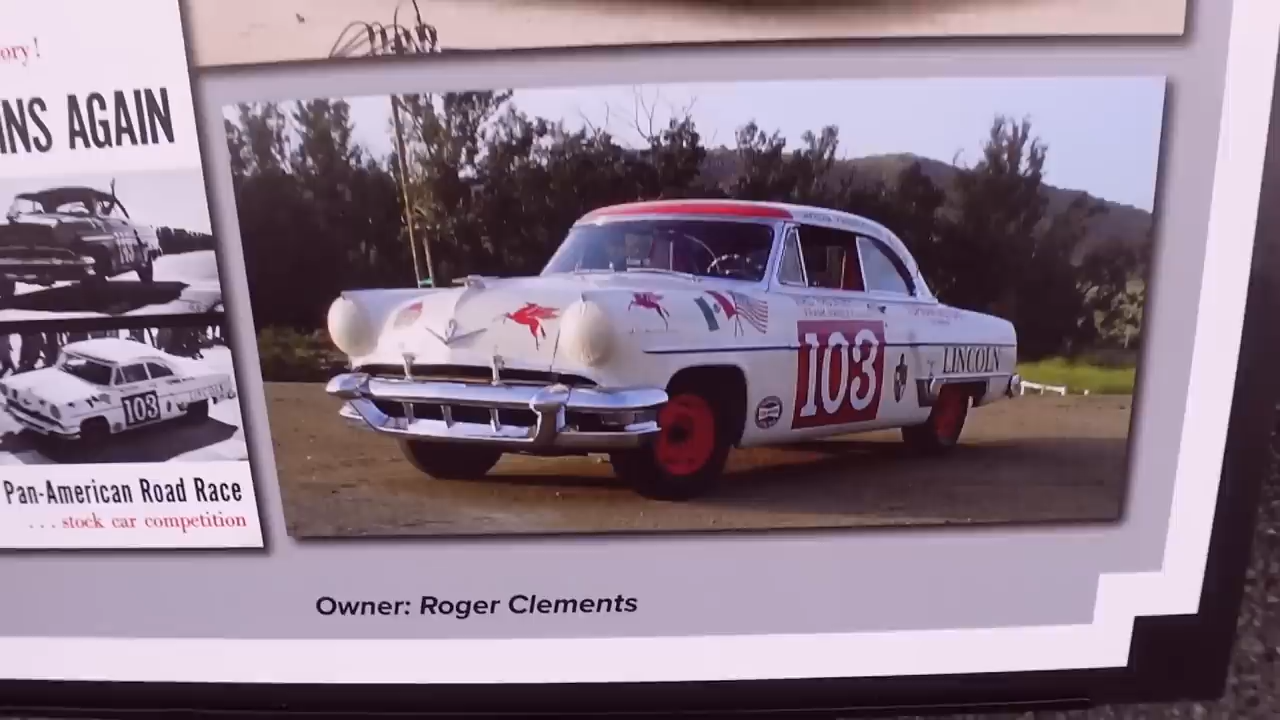 ory!
INS AGAIN
103
103
LINCOLN
Pan-American Road Race
...stock car competition
Owner: Roger Clements